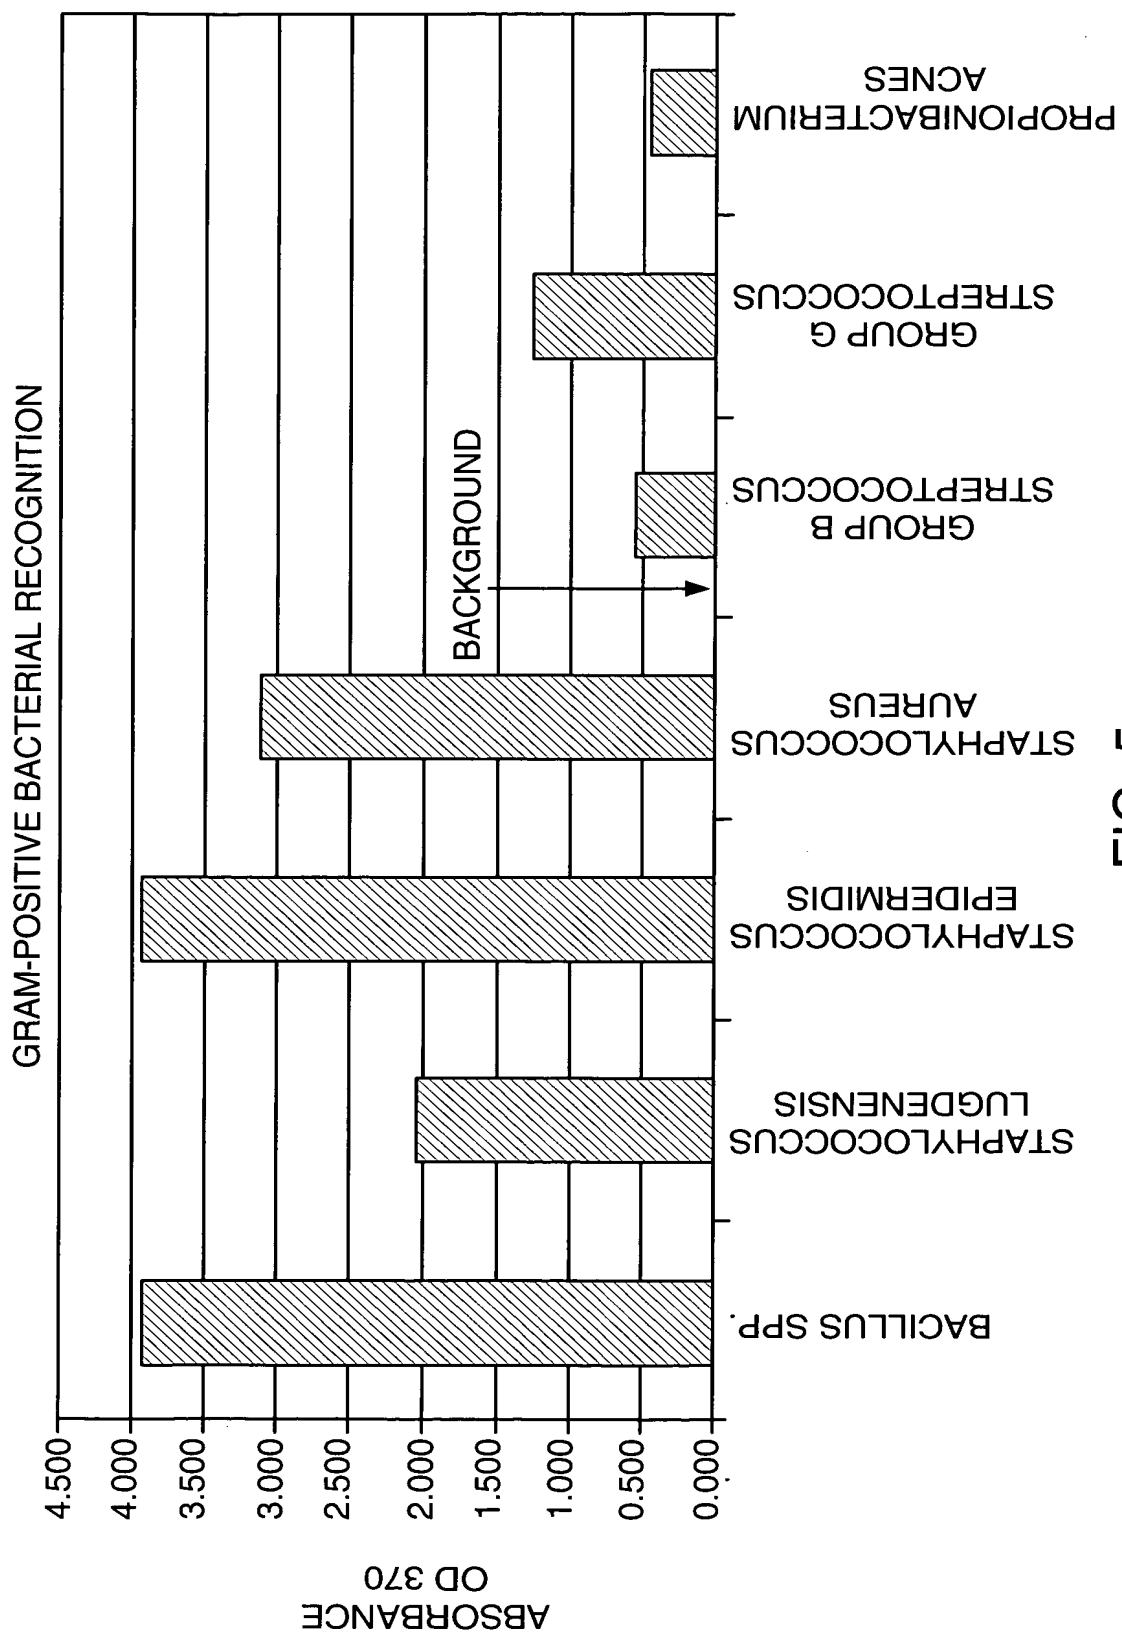 GRAM-POSITIVE BACTERIAL RECOGNITION
ABSORBANCE
OD 370
4.500
4.000
3.500
3.000
2.500
2.000
1.500
1.000
0.500
0.000
BACKGROUND
BACILLUS SPP.
STAPHYLOCOCCUS
LUGDENENSIS
STAPHYLOCOCCUS
EPIDERMIDIS
STAPHYLOCOCCUS
AUREUS
GROUP B
STREPTOCOCCUS
GROUP G
STREPTOCOCCUS
PROPIONIBACTERIUM
ACNES